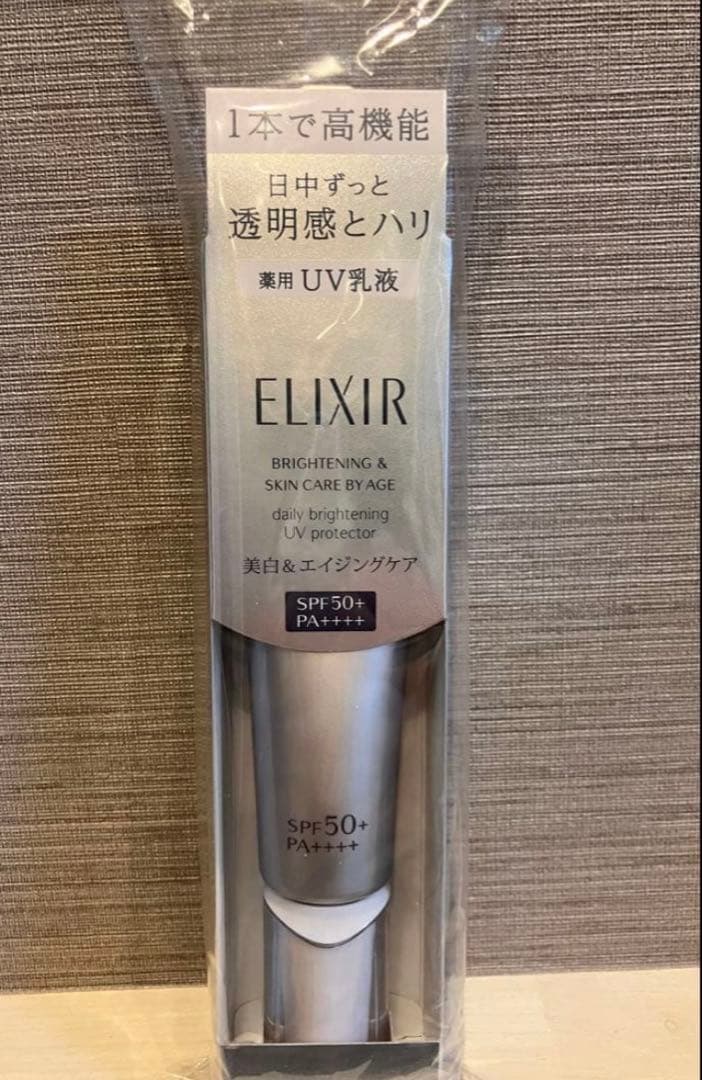 1本で高機能
日中ずっと
透明感とハリ
薬用 UV乳液
ELIXIR
BRIGHTENING &
SKIN CARE BY AGE
daily brightening
UV protector
美白&エイジングケア
SPF50+
PA++++
SPF50+
PA++++